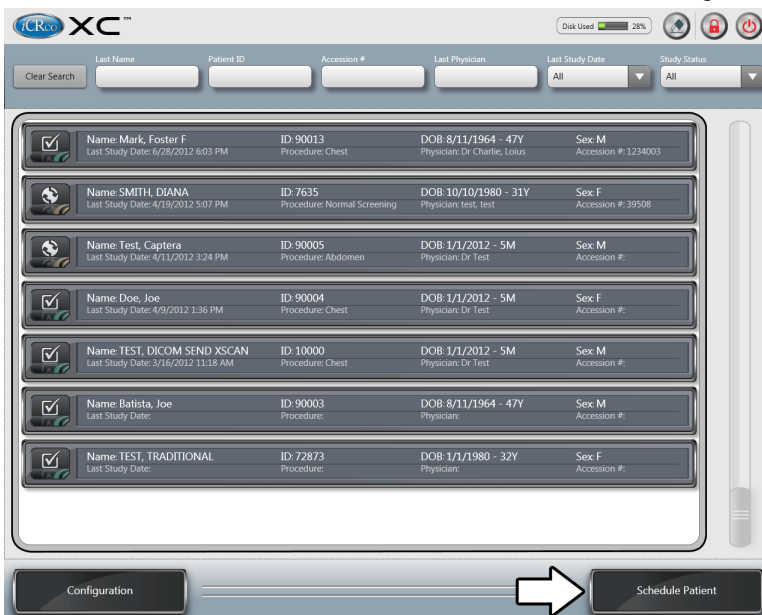 iCRco XC™
Disk Used 28%
Last Name Patient ID Accession # Last Physician Last Study Date Study Status
Clear Search All All
Name: Mark, Foster F ID: 90013 DOB: 8/11/1964 - 47Y Sex: M
Last Study Date: 6/28/2012 6:03 PM Procedure: Chest Physician: Dr Charlie, Loius Accession #: 1234003
Name: SMITH, DIANA ID: 7635 DOB: 10/10/1980 - 31Y Sex: F
Last Study Date: 4/19/2012 5:07 PM Procedure: Normal Screening Physician: test, test Accession #: 39508
Name: Test, Captera ID: 90005 DOB: 1/1/2012 - 5M Sex: M
Last Study Date: 4/11/2012 3:24 PM Procedure: Abdomen Physician: Dr Test Accession #:
Name: Doe, Joe ID: 90004 DOB: 1/1/2012 - 5M Sex: F
Last Study Date: 4/9/2012 1:36 PM Procedure: Chest Physician: Dr Test Accession #:
Name: TEST, DICOM SEND XSCAN ID: 10000 DOB: 1/1/2012 - 5M Sex: M
Last Study Date: 3/16/2012 11:18 AM Procedure: Chest Physician: Dr Test Accession #:
Name: Batista, Joe ID: 90003 DOB: 8/11/1964 - 47Y Sex: M
Last Study Date: Procedure: Physician: Accession #:
Name: TEST, TRADITIONAL ID: 72873 DOB: 1/1/1980 - 32Y Sex: F
Last Study Date: Procedure: Physician: Accession #:
Configuration Schedule Patient